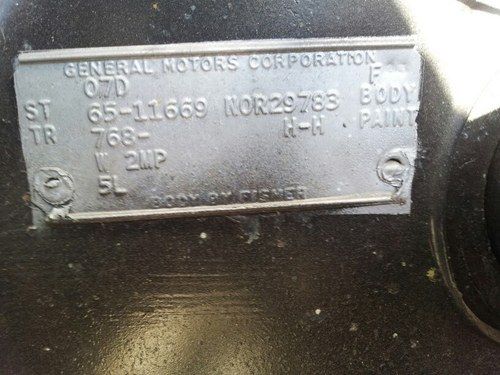 GENERAL MOTORS CORPORATION
07D F
ST 65-11669 NOR29783 BODY
TR 768- H-H PAINT
W 2MP
5L
BODY BY FISHER